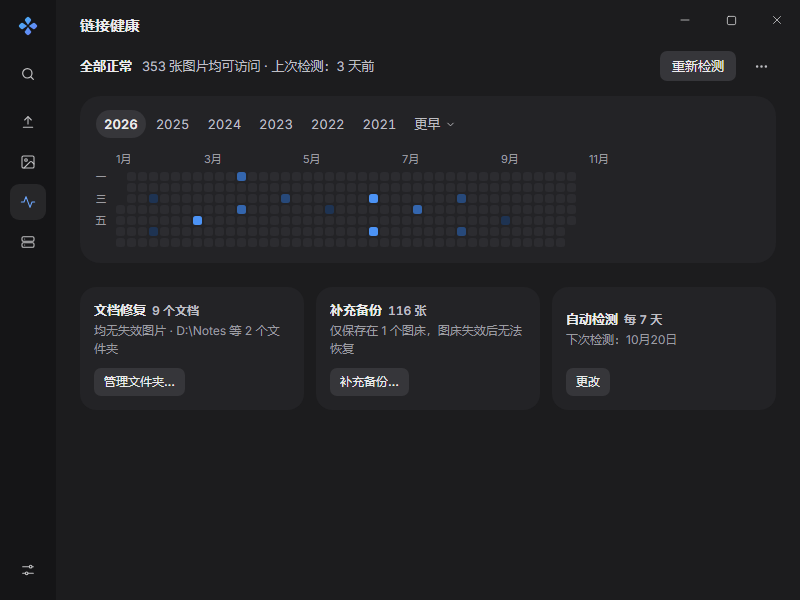 链接健康
全部正常 353 张图片均可访问 · 上次检测：3 天前
重新检测
2026 2025 2024 2023 2022 2021 更早
1月 3月 5月 7月 9月 11月
一
三
五
文档修复 9 个文档
均无失效图片 · D:\Notes 等 2 个文
件夹
管理文件夹...
补充备份 116 张
仅保存在 1 个图床，图床失效后无法
恢复
补充备份...
自动检测 每 7 天
下次检测：10月20日
更改